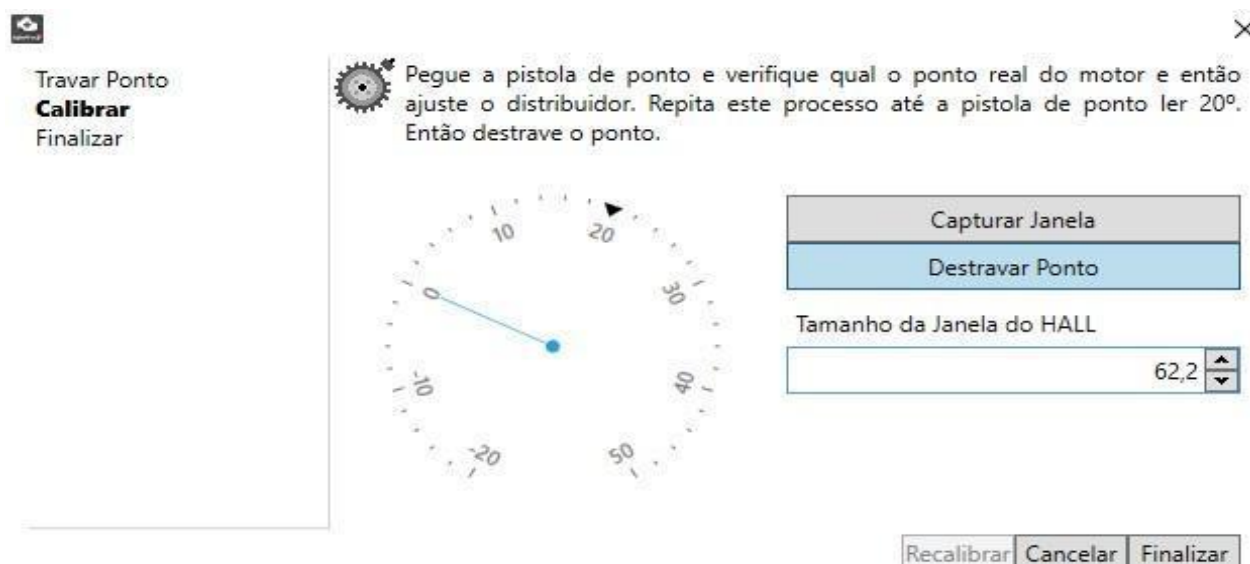 Travar Ponto
Calibrar
Finalizar
Pegue a pistola de ponto e verifique qual o ponto real do motor e então
ajuste o distribuidor. Repita este processo até a pistola de ponto ler 20º.
Então destrave o ponto.
-20
-10
0
10
20
30
40
50
Capturar Janela
Destravar Ponto
Tamanho da Janela do HALL
62,2
Recalibrar Cancelar Finalizar